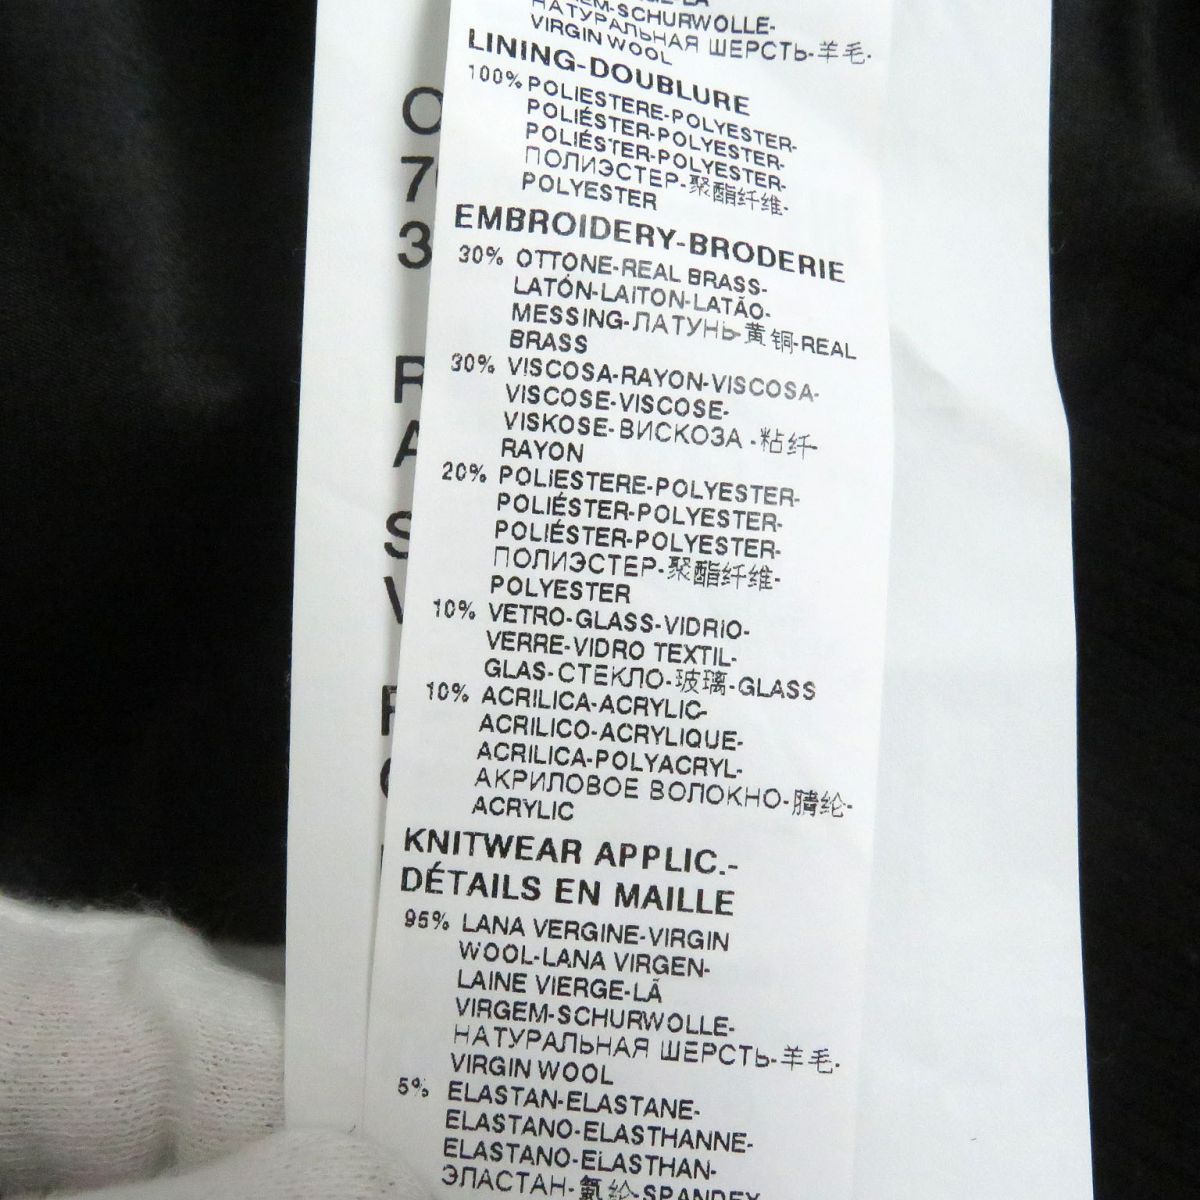 VIRGEM-SCHURWOLLE-
НАТУРАЛЬНАЯ ШЕРСТЬ-羊毛-
VIRGIN WOOL
LINING-DOUBLURE
100% POLIESTERE-POLYESTER-
POLIÉSTER-POLYESTER-
POLIÉSTER-POLYESTER-
ПОЛИЭСТЕР-聚酯纤维-
POLYESTER
EMBROIDERY-BRODERIE
30% OTTONE-REAL BRASS-
LATÓN-LAITON-LATÃO-
MESSING-ЛАТУНЬ-黄铜-REAL
BRASS
30% VISCOSA-RAYON-VISCOSA-
VISCOSE-VISCOSE-
VISKOSE-ВИСКОЗА -粘纤-
RAYON
20% POLIESTERE-POLYESTER-
POLIÉSTER-POLYESTER-
POLIÉSTER-POLYESTER-
ПОЛИЭСТЕР-聚酯纤维-
POLYESTER
10% VETRO-GLASS-VIDRIO-
VERRE-VIDRO TEXTIL-
GLAS-СТЕКЛО-玻璃-GLASS
10% ACRILICA-ACRYLIC-
ACRILICO-ACRYLIQUE-
ACRILICA-POLYACRYL-
АКРИЛОВОЕ ВОЛОКНО-腈纶-
ACRYLIC
KNITWEAR APPLIC.-
DÉTAILS EN MAILLE
95% LANA VERGINE-VIRGIN
WOOL-LANA VIRGEN-
LAINE VIERGE-LÃ
VIRGEM-SCHURWOLLE-
НАТУРАЛЬНАЯ ШЕРСТЬ-羊毛-
VIRGIN WOOL
5% ELASTAN-ELASTANE-
ELASTANO-ELASTHANNE-
ELASTANO-ELASTHAN-
ЭЛАСТАН-氨纶-SPANDEX